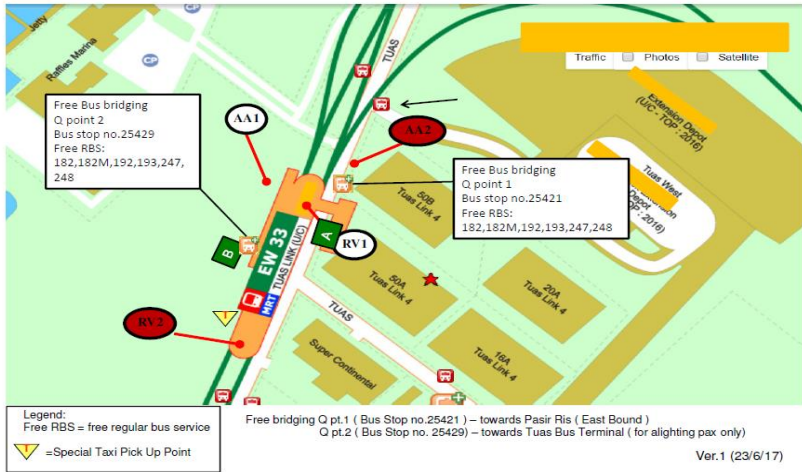 Jetty
Raffles Marina
CP
CP
TUAS
Traffic Photos Satellite
Extension Depot
(U/C - TOP : 2016)
Tuas West
Depot
TOP : 2016)
Free Bus bridging
Q point 2
Bus stop no.25429
Free RBS:
182,182M,192,193,247,
248
AA1
AA2
Free Bus bridging
Q point 1
Bus stop no.25421
Free RBS:
182,182M,192,193,247,248
50B
Tuas Link 4
A
RV1
B
EW 33
MRT TUAS LINK (U/C)
50A
Tuas Link 4
20A
Tuas Link 4
TUAS
RV2
T
Super Continental
16A
Tuas Link 4
Legend:
Free RBS = free regular bus service
T =Special Taxi Pick Up Point
Free bridging Q pt.1 ( Bus Stop no.25421 ) – towards Pasir Ris ( East Bound )
Q pt.2 ( Bus Stop no. 25429) – towards Tuas Bus Terminal ( for alighting pax only)
Ver.1 (23/6/17)